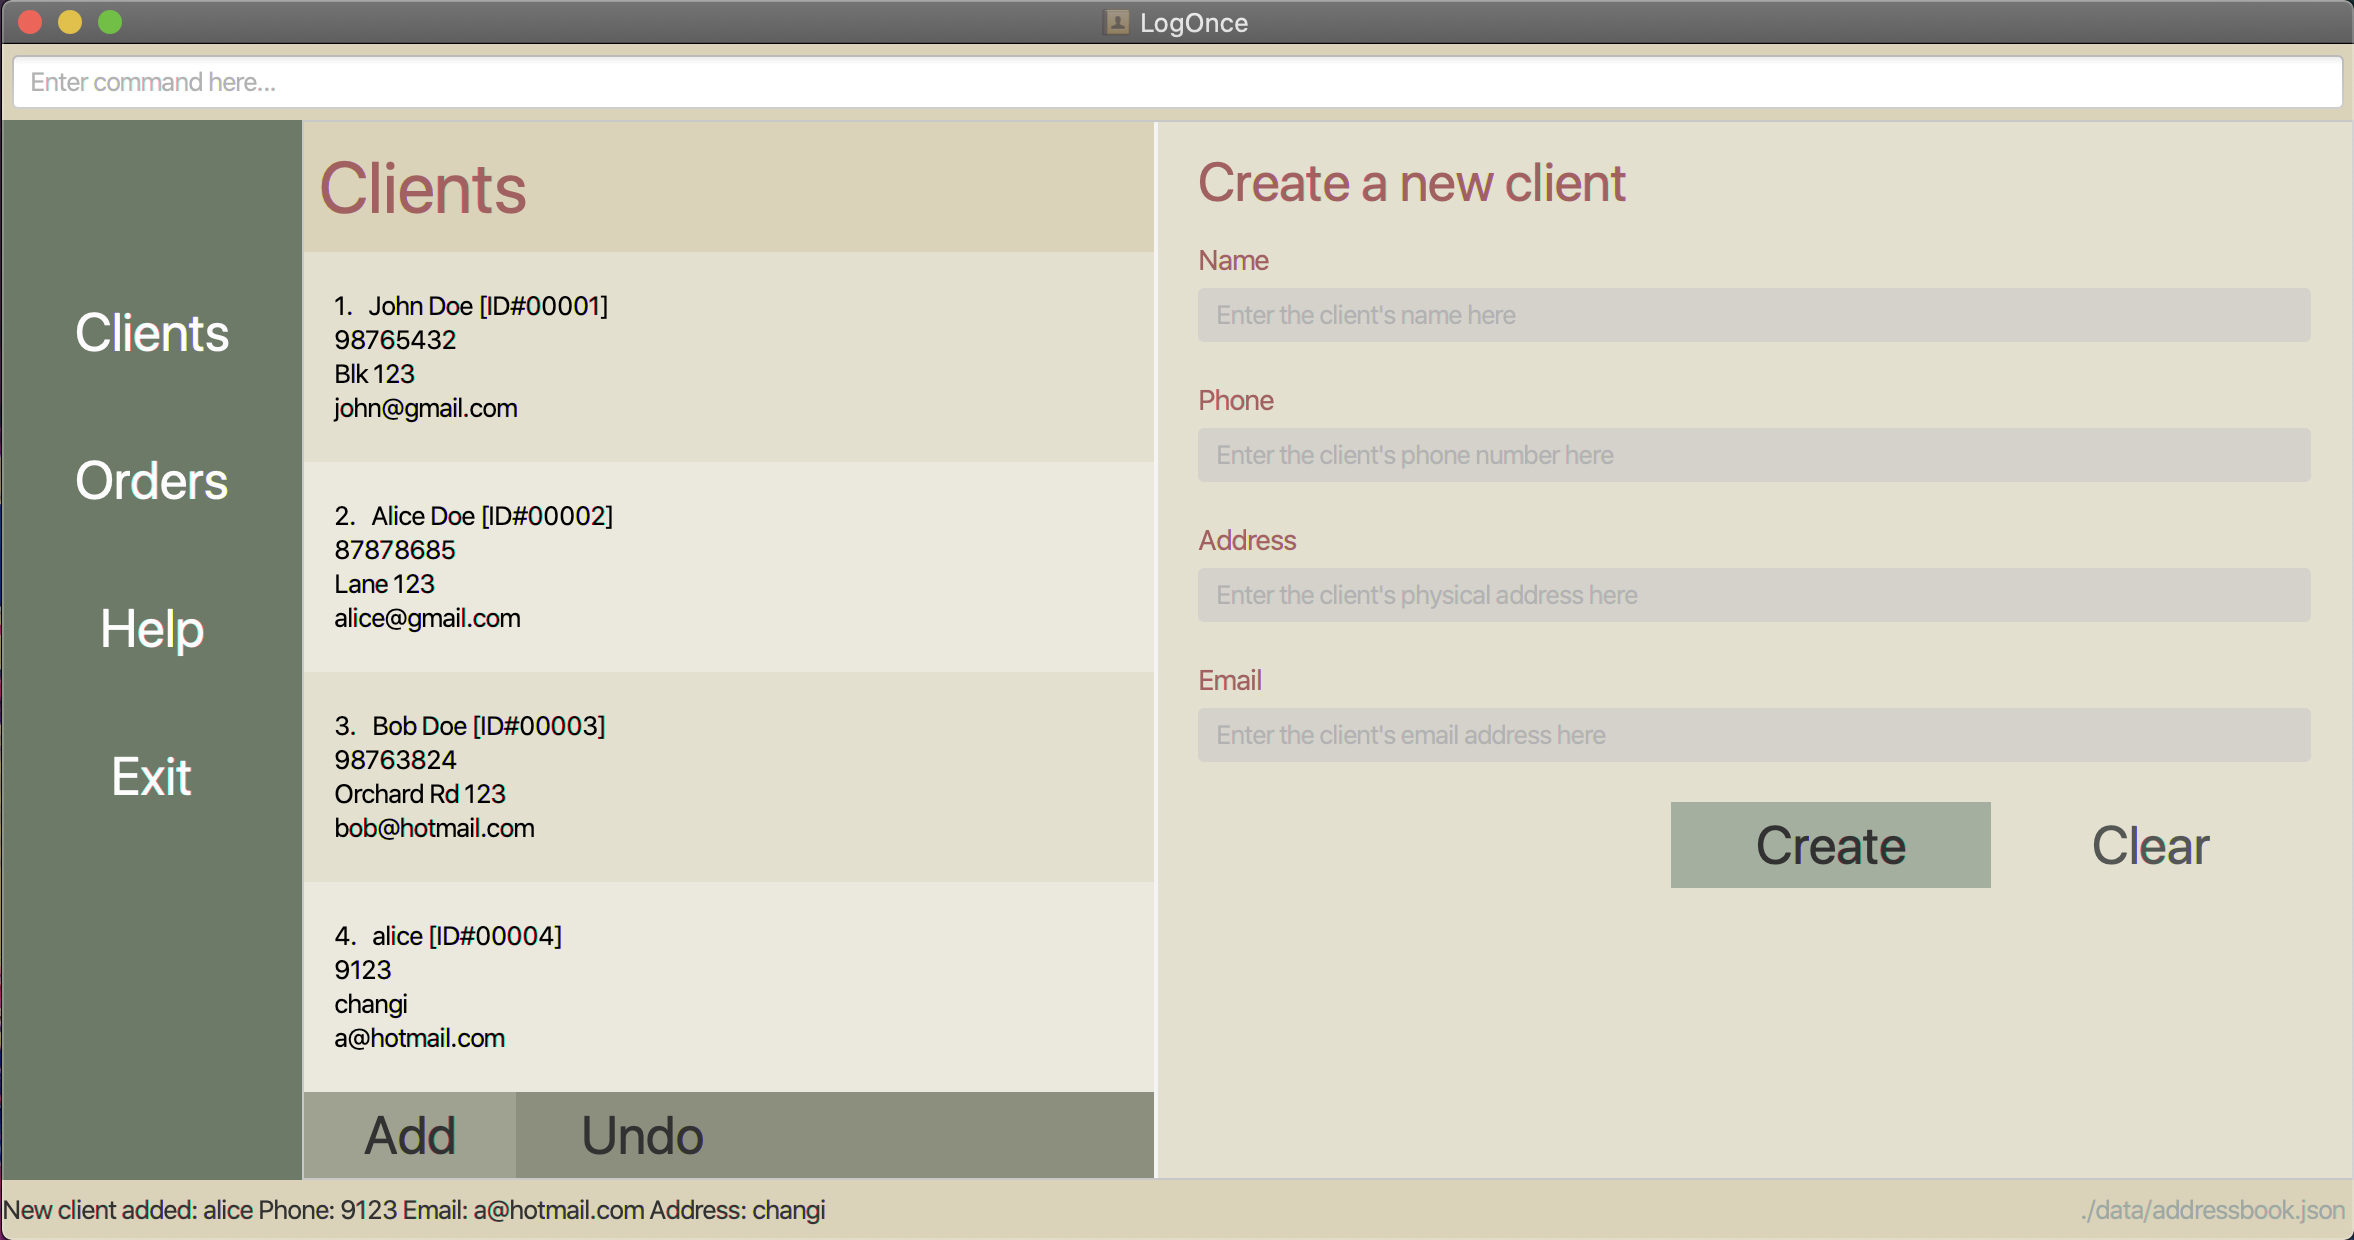 LogOnce
Enter command here...
Clients
Orders
Help
Exit
Clients
1. John Doe [ID#00001]
98765432
Blk 123
john@gmail.com
2. Alice Doe [ID#00002]
87878685
Lane 123
alice@gmail.com
3. Bob Doe [ID#00003]
98763824
Orchard Rd 123
bob@hotmail.com
4. alice [ID#00004]
9123
changi
a@hotmail.com
Add Undo
Create a new client
Name
Enter the client's name here
Phone
Enter the client's phone number here
Address
Enter the client's physical address here
Email
Enter the client's email address here
Create Clear
New client added: alice Phone: 9123 Email: a@hotmail.com Address: changi
./data/addressbook.json